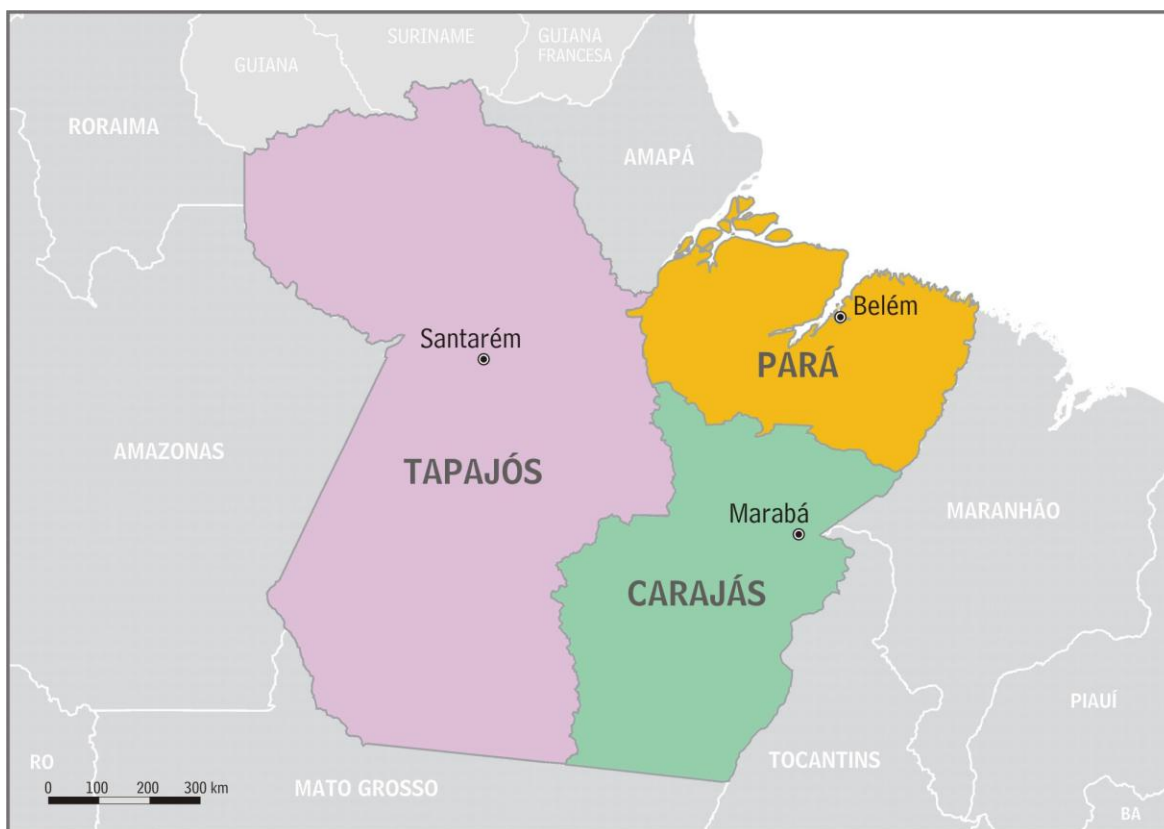 SURINAME
GUIANA
FRANCESA
GUIANA
RORAIMA
AMAPÁ
Belém
Santarém
PARÁ
AMAZONAS
TAPAJÓS
MARANHÃO
Marabá
CARAJÁS
PIAUÍ
TOCANTINS
RO
MATO GROSSO
0 100 200 300 km
BA